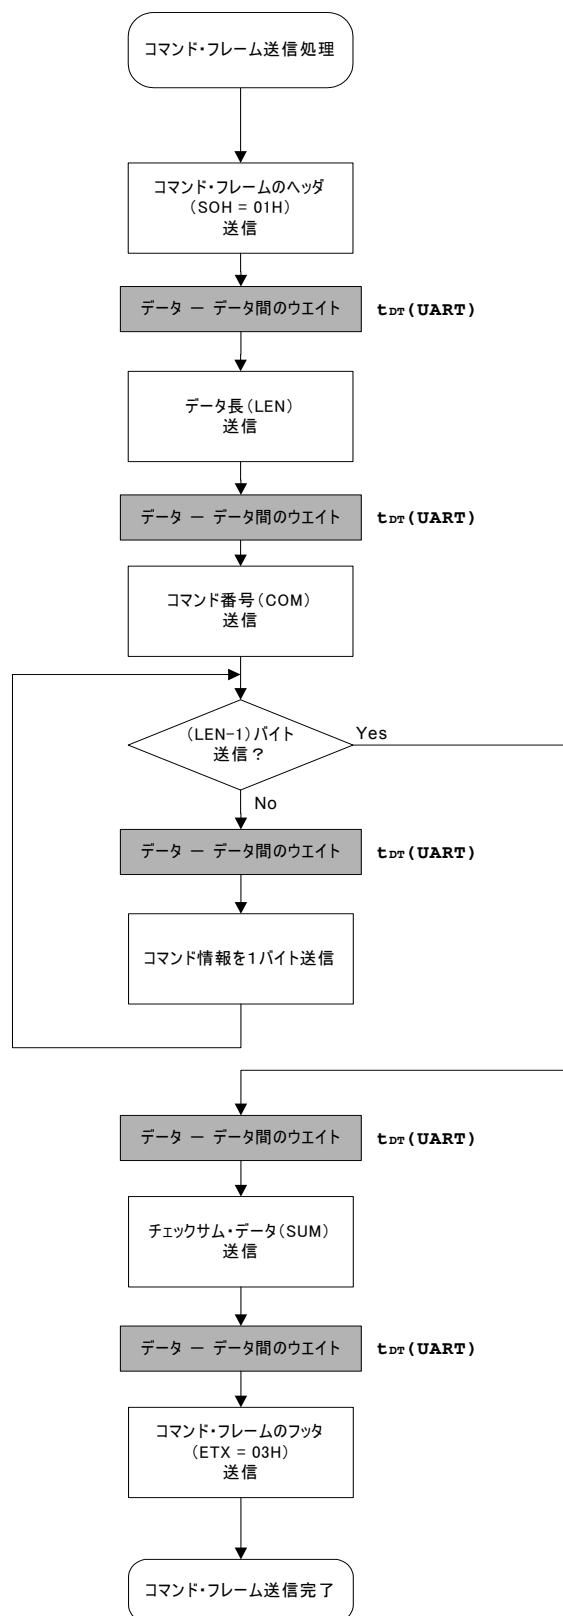 コマンド・フレーム送信処理
コマンド・フレームのヘッダ
(SOH = 01H)
送信
データ － データ間のウエイト
tDT(UART)
データ長(LEN)
送信
データ － データ間のウエイト
tDT(UART)
コマンド番号(COM)
送信
(LEN-1)バイト
送信？
Yes
No
データ － データ間のウエイト
tDT(UART)
コマンド情報を１バイト送信
データ － データ間のウエイト
tDT(UART)
チェックサム・データ(SUM)
送信
データ － データ間のウエイト
tDT(UART)
コマンド・フレームのフッタ
(ETX = 03H)
送信
コマンド・フレーム送信完了